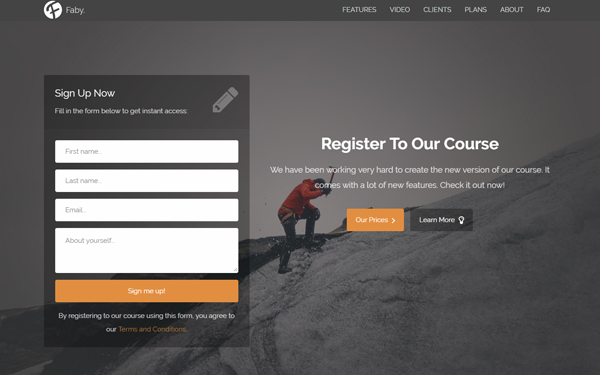 Faby.
FEATURES VIDEO CLIENTS PLANS ABOUT FAQ
Sign Up Now
Fill in the form below to get instant access:
First name...
Last name...
Email...
About yourself...
Sign me up!
By registering to our course using this form, you agree to
our Terms and Conditions.
Register To Our Course
We have been working very hard to create the new version of our course. It
comes with a lot of new features. Check it out now!
Our Prices
Learn More